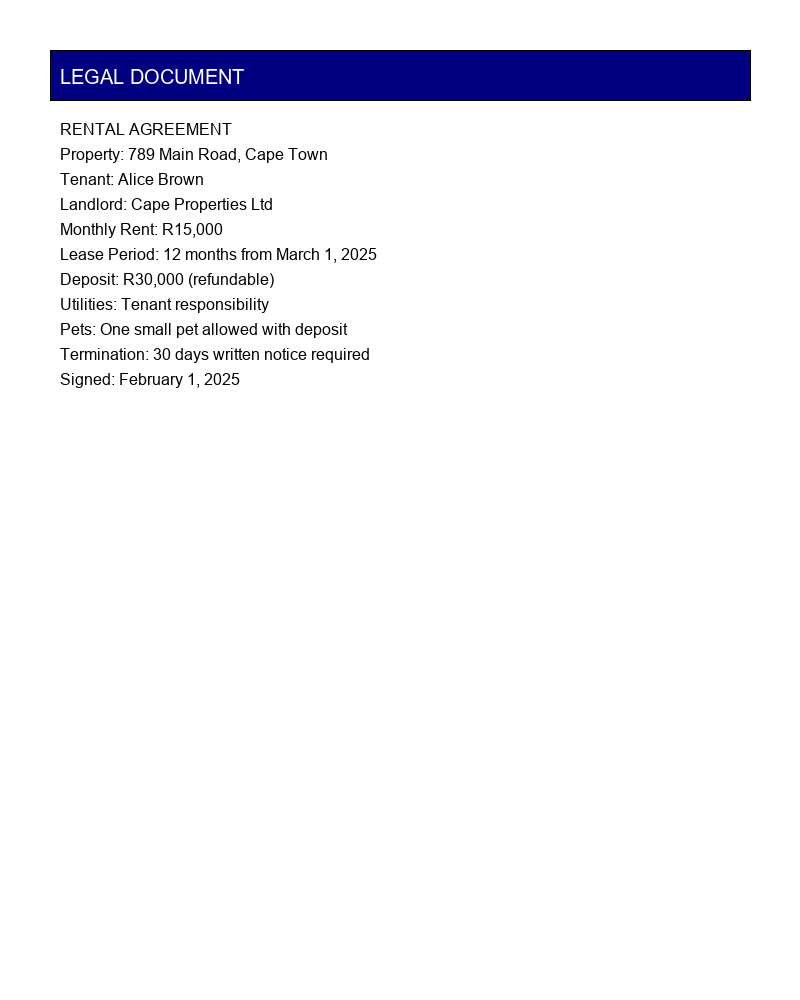 LEGAL DOCUMENT
RENTAL AGREEMENT
Property: 789 Main Road, Cape Town
Tenant: Alice Brown
Landlord: Cape Properties Ltd
Monthly Rent: R15,000
Lease Period: 12 months from March 1, 2025
Deposit: R30,000 (refundable)
Utilities: Tenant responsibility
Pets: One small pet allowed with deposit
Termination: 30 days written notice required
Signed: February 1, 2025